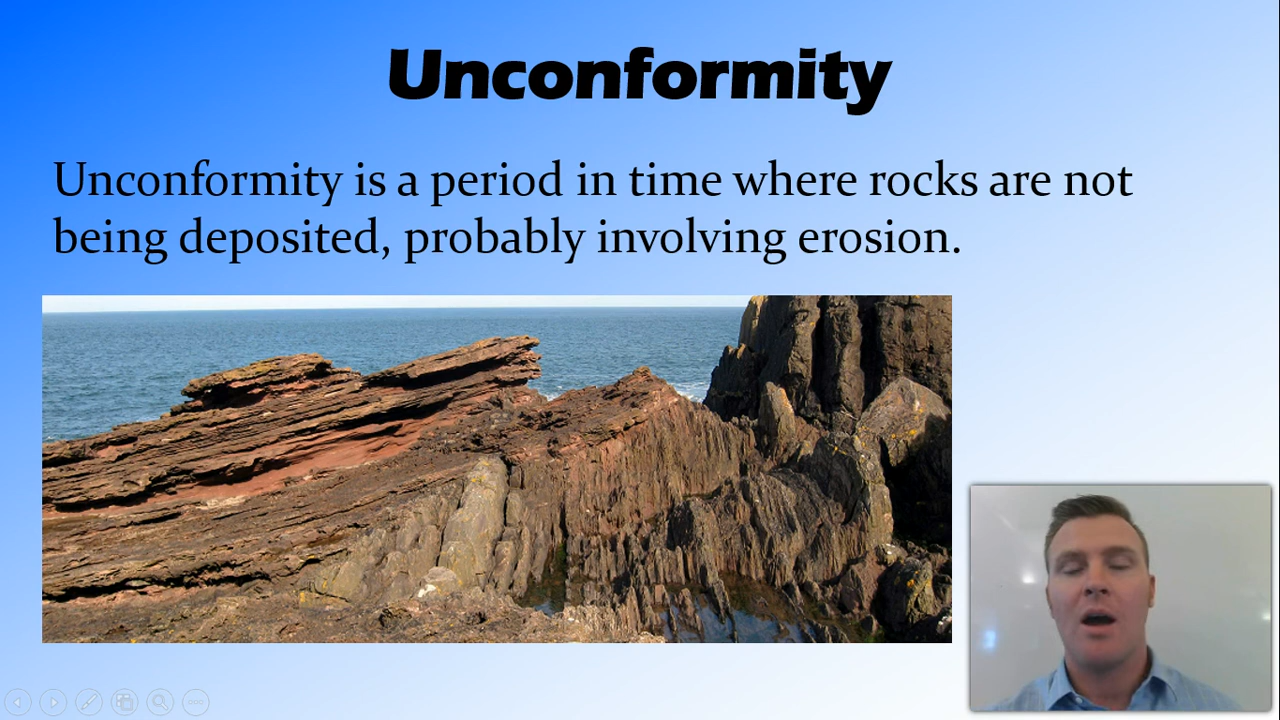 Unconformity
Unconformity is a period in time where rocks are not
being deposited, probably involving erosion.